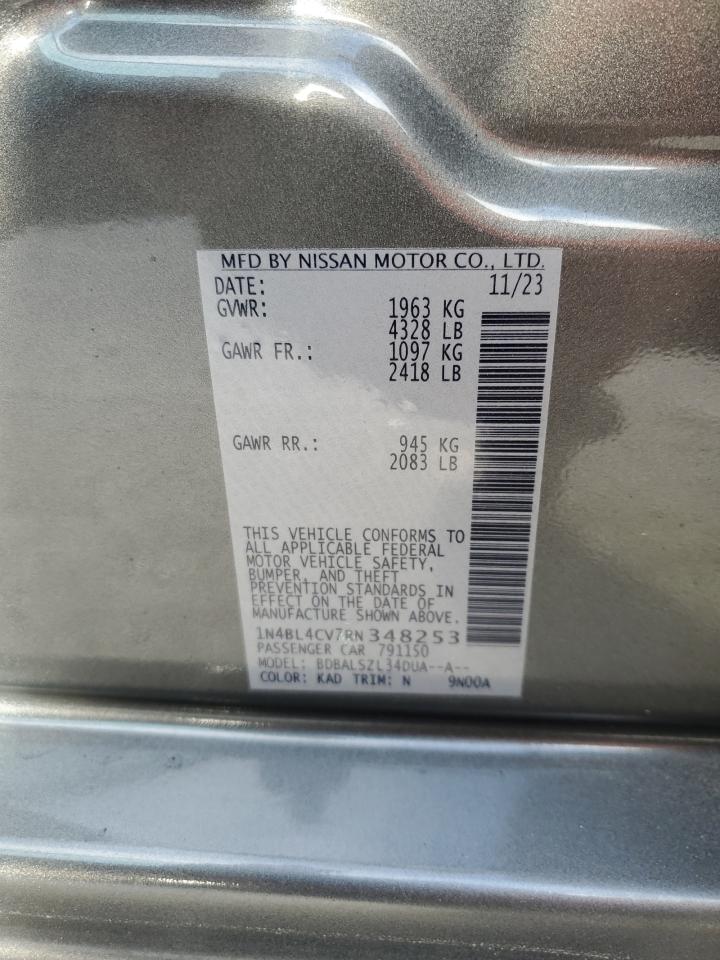 MFD BY NISSAN MOTOR CO., LTD.
DATE: 11/23
GVWR: 1963 KG
4328 LB
GAWR FR.: 1097 KG
2418 LB
GAWR RR.: 945 KG
2083 LB
THIS VEHICLE CONFORMS TO
ALL APPLICABLE FEDERAL
MOTOR VEHICLE SAFETY,
BUMPER, AND THEFT
PREVENTION STANDARDS IN
EFFECT ON THE DATE OF
MANUFACTURE SHOWN ABOVE.
1N4BL4CV7RN348253
PASSENGER CAR 791150
MODEL: BDBALSZL34DUA--A--
COLOR: KAD TRIM: N 9N00A